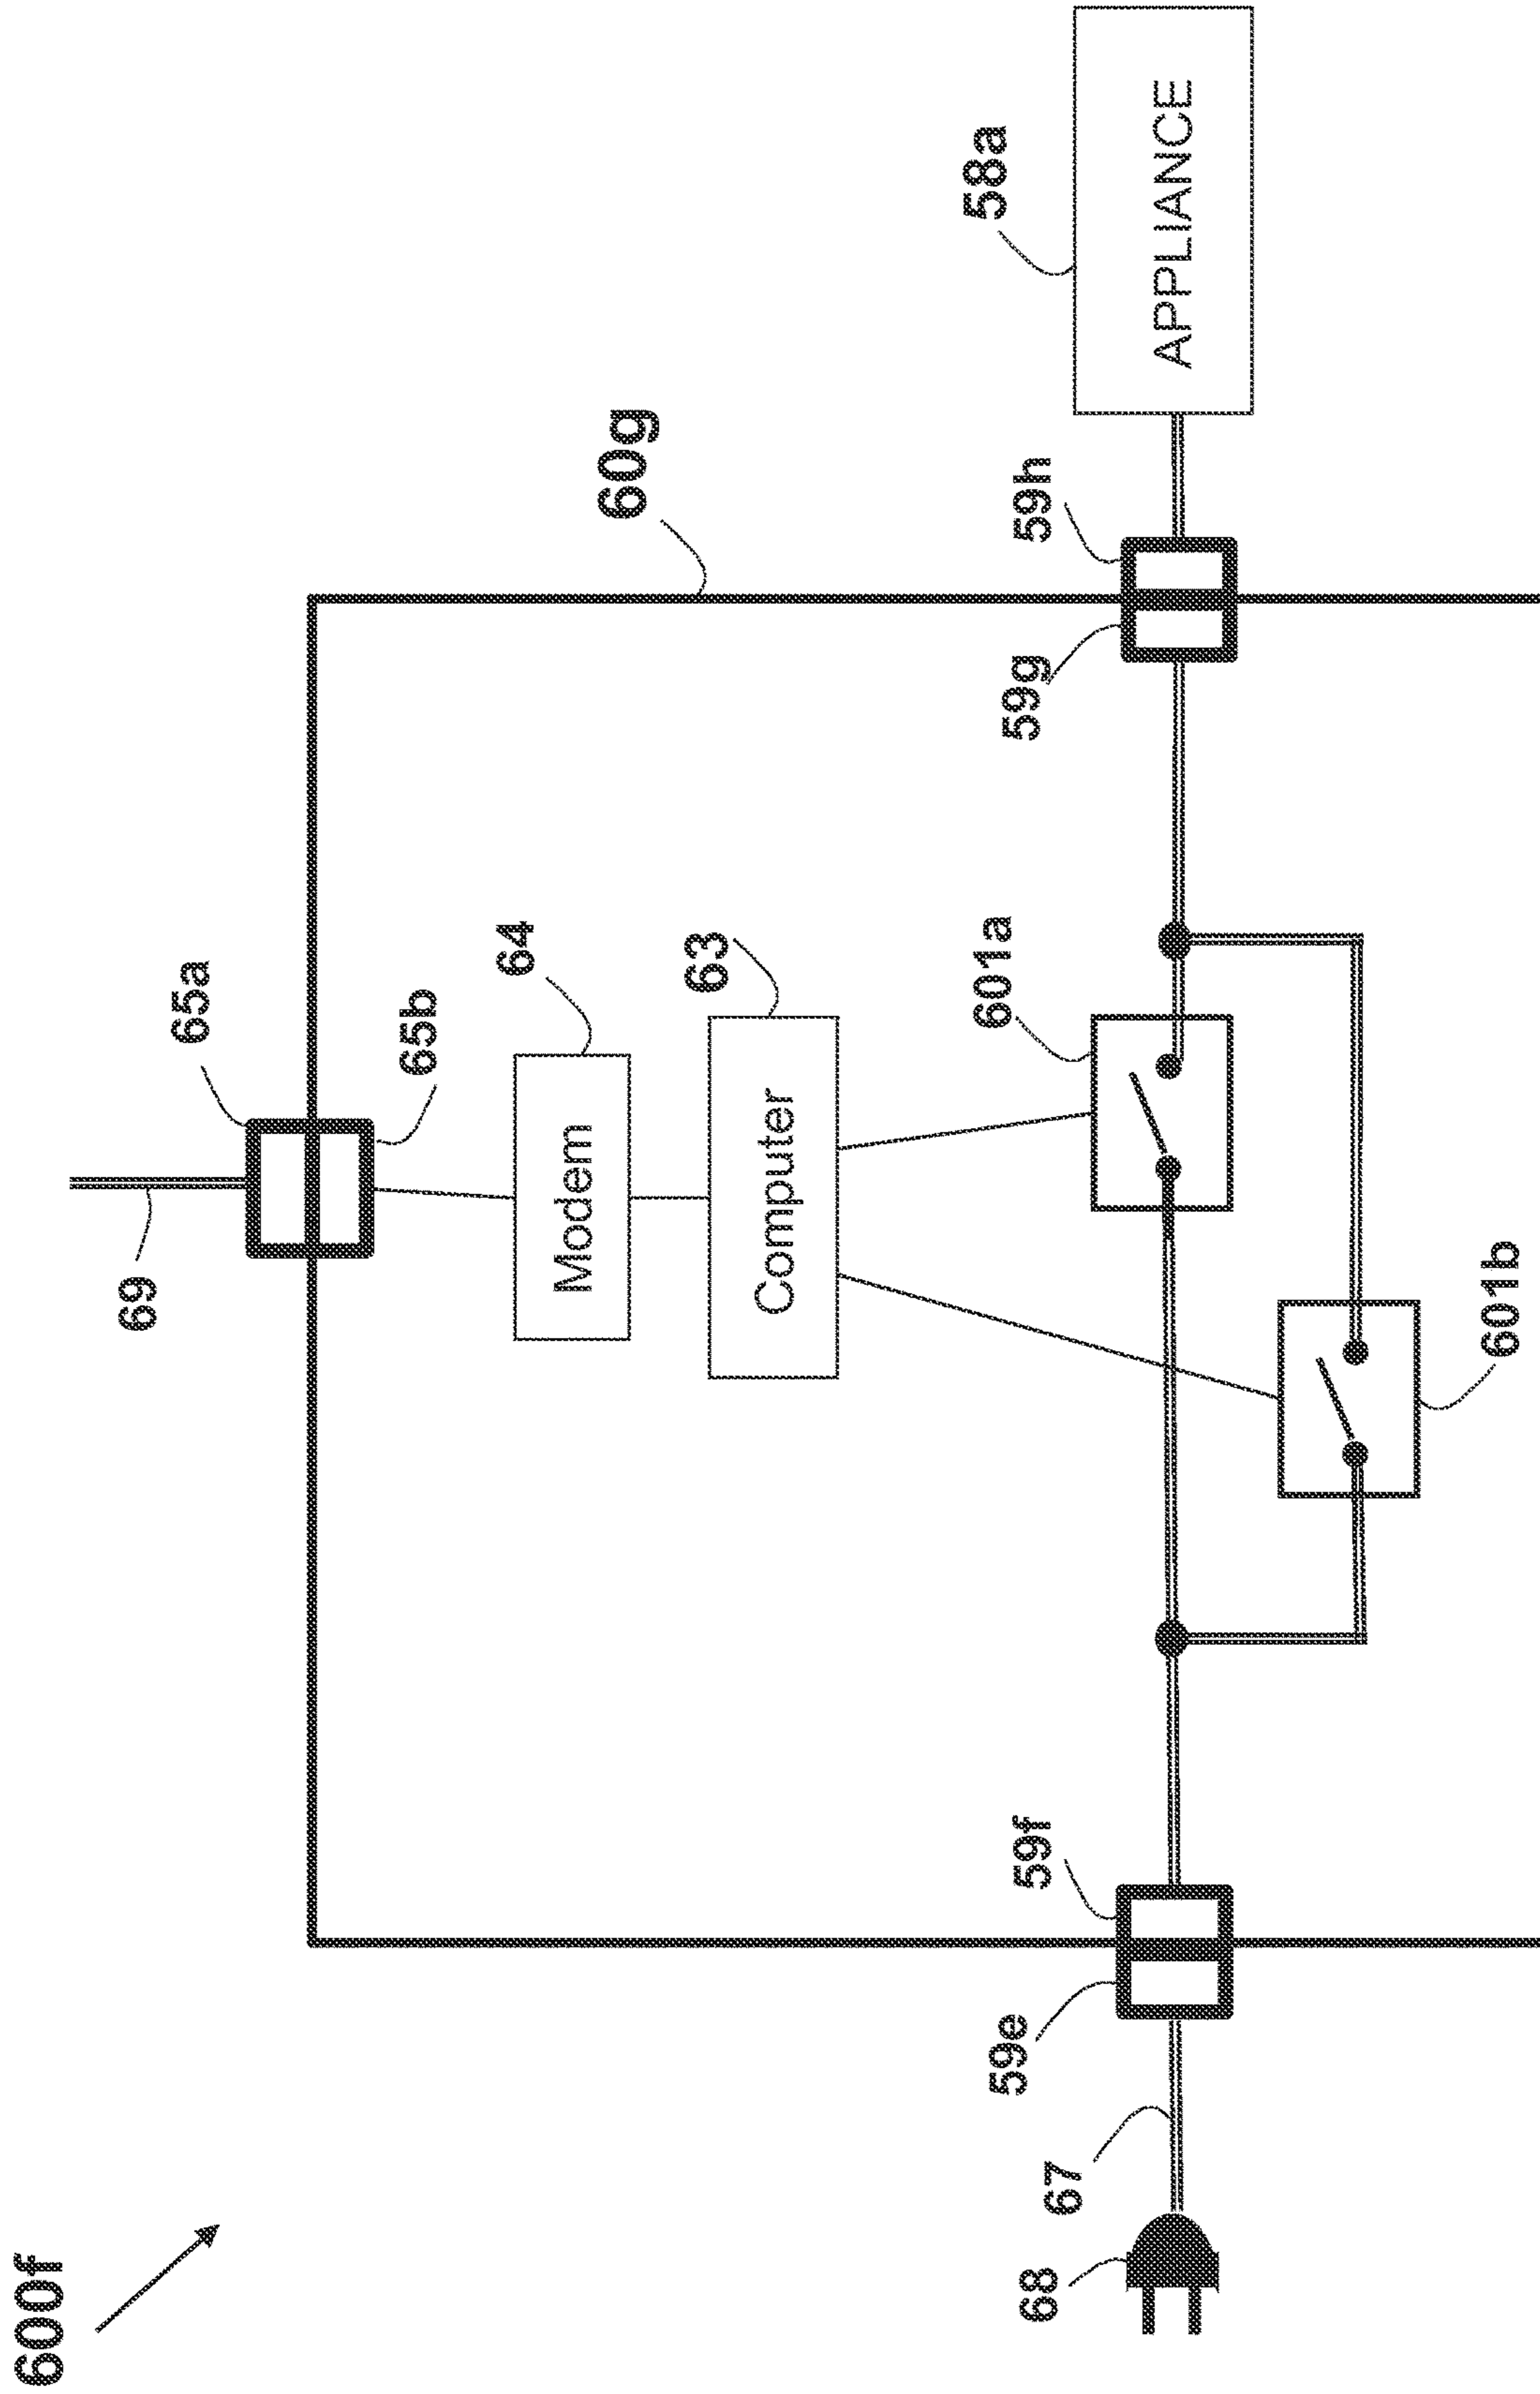 600f
69
65a
65b
64
Modem
63
Computer
60g
601a
601b
68
67
59e
59f
59g
59h
58a
APPLIANCE